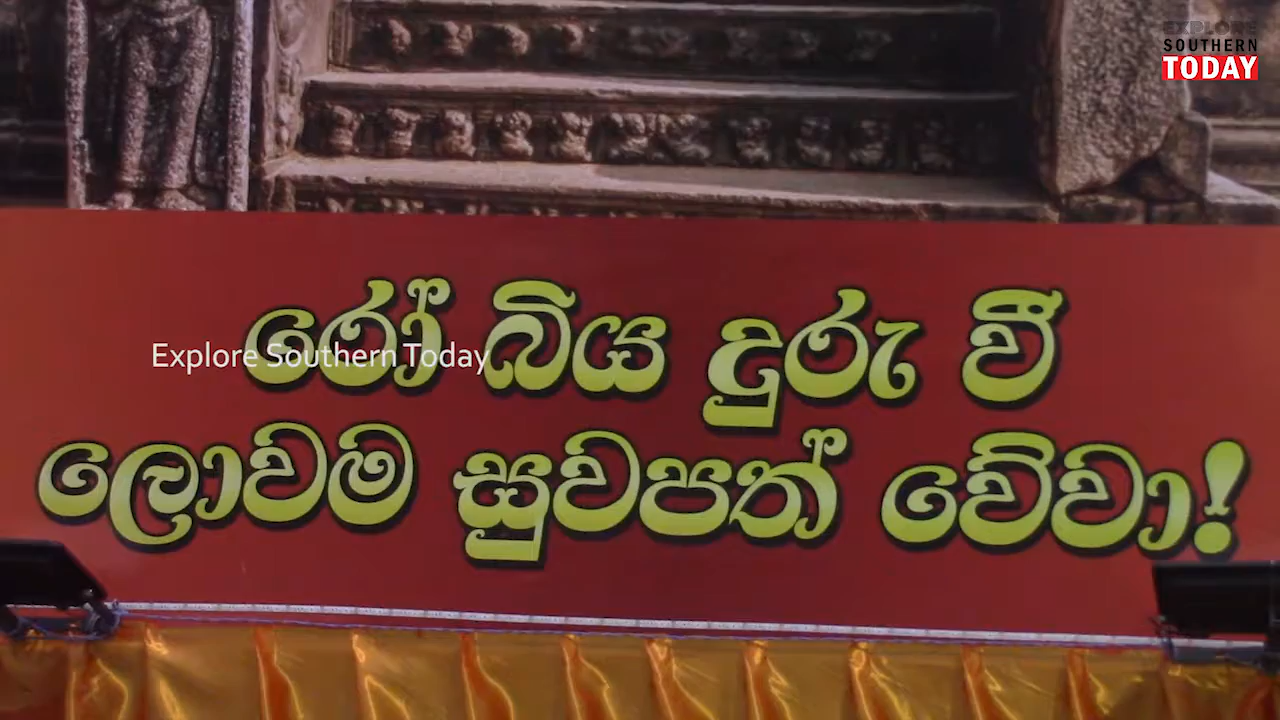 EXPLORE
SOUTHERN
TODAY
රෝ බිය දුරු වී
Explore Southern Today
ලොවම සුවපත් වේවා!